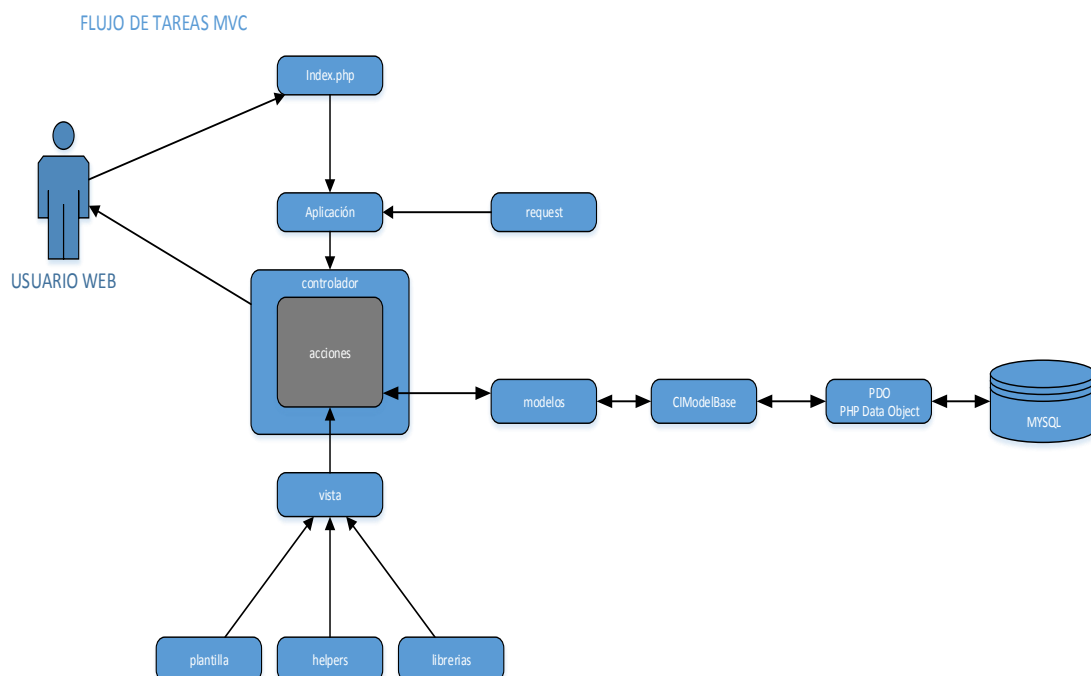 FLUJO DE TAREAS MVC
Index.php
Aplicación
request
USUARIO WEB
controlador
acciones
modelos
CIModelBase
PDO
PHP Data Object
MYSQL
vista
plantilla
helpers
librerias